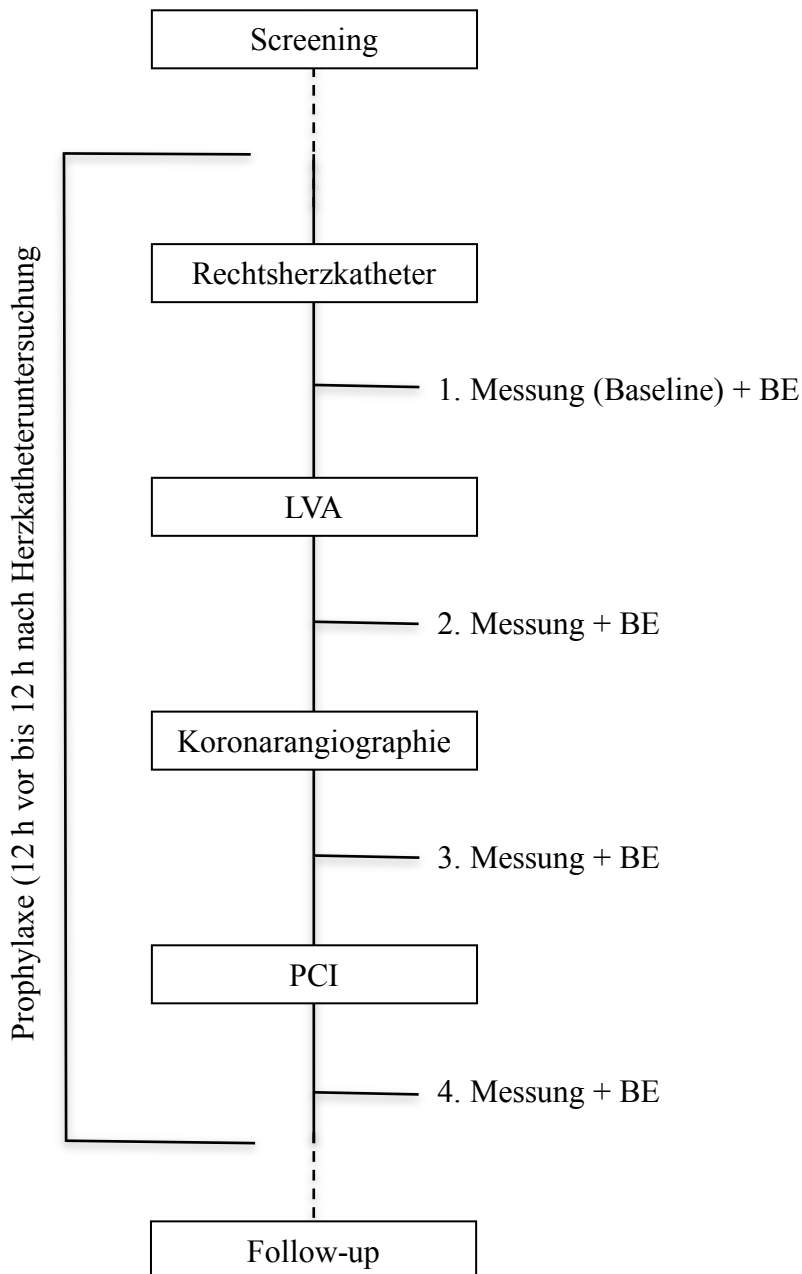 Screening
Prophylaxe (12 h vor bis 12 h nach Herzkatheteruntersuchung
Rechtsherzkatheter
1. Messung (Baseline) + BE
LVA
2. Messung + BE
Koronarangiographie
3. Messung + BE
PCI
4. Messung + BE
Follow-up